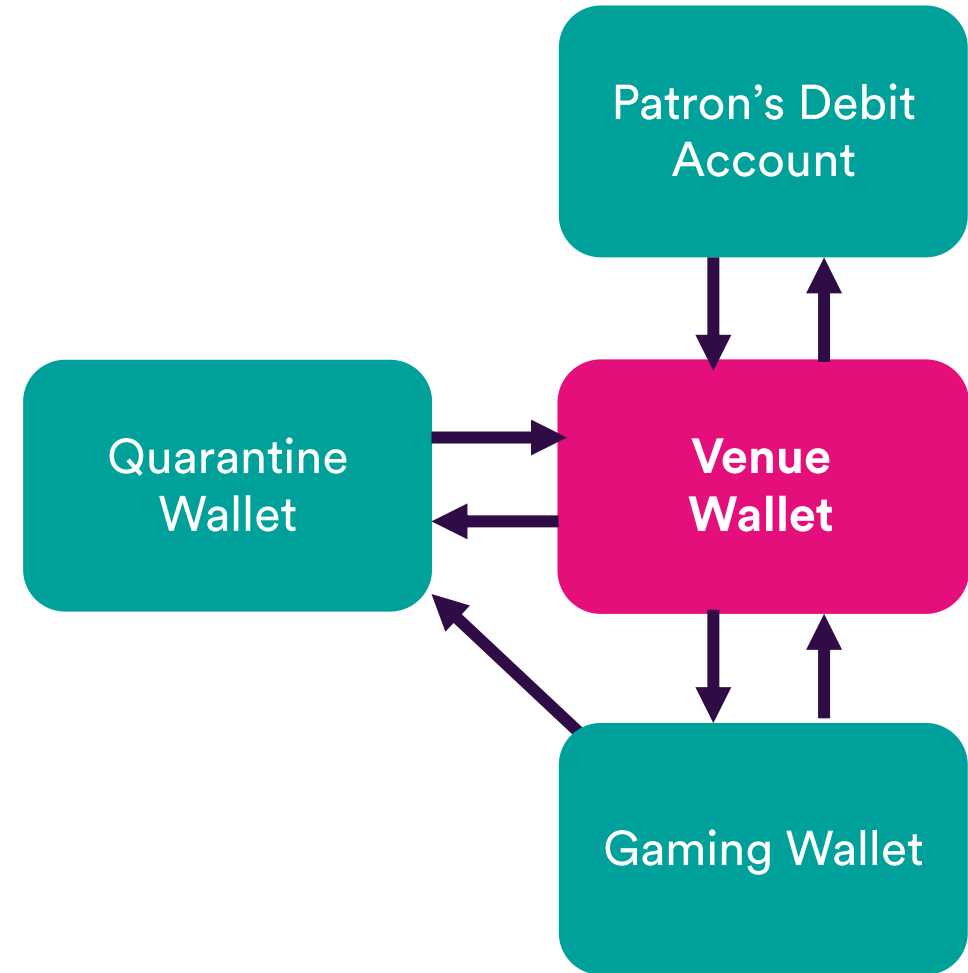 Patron’s Debit
Account
Quarantine
Wallet
Venue
Wallet
Gaming Wallet